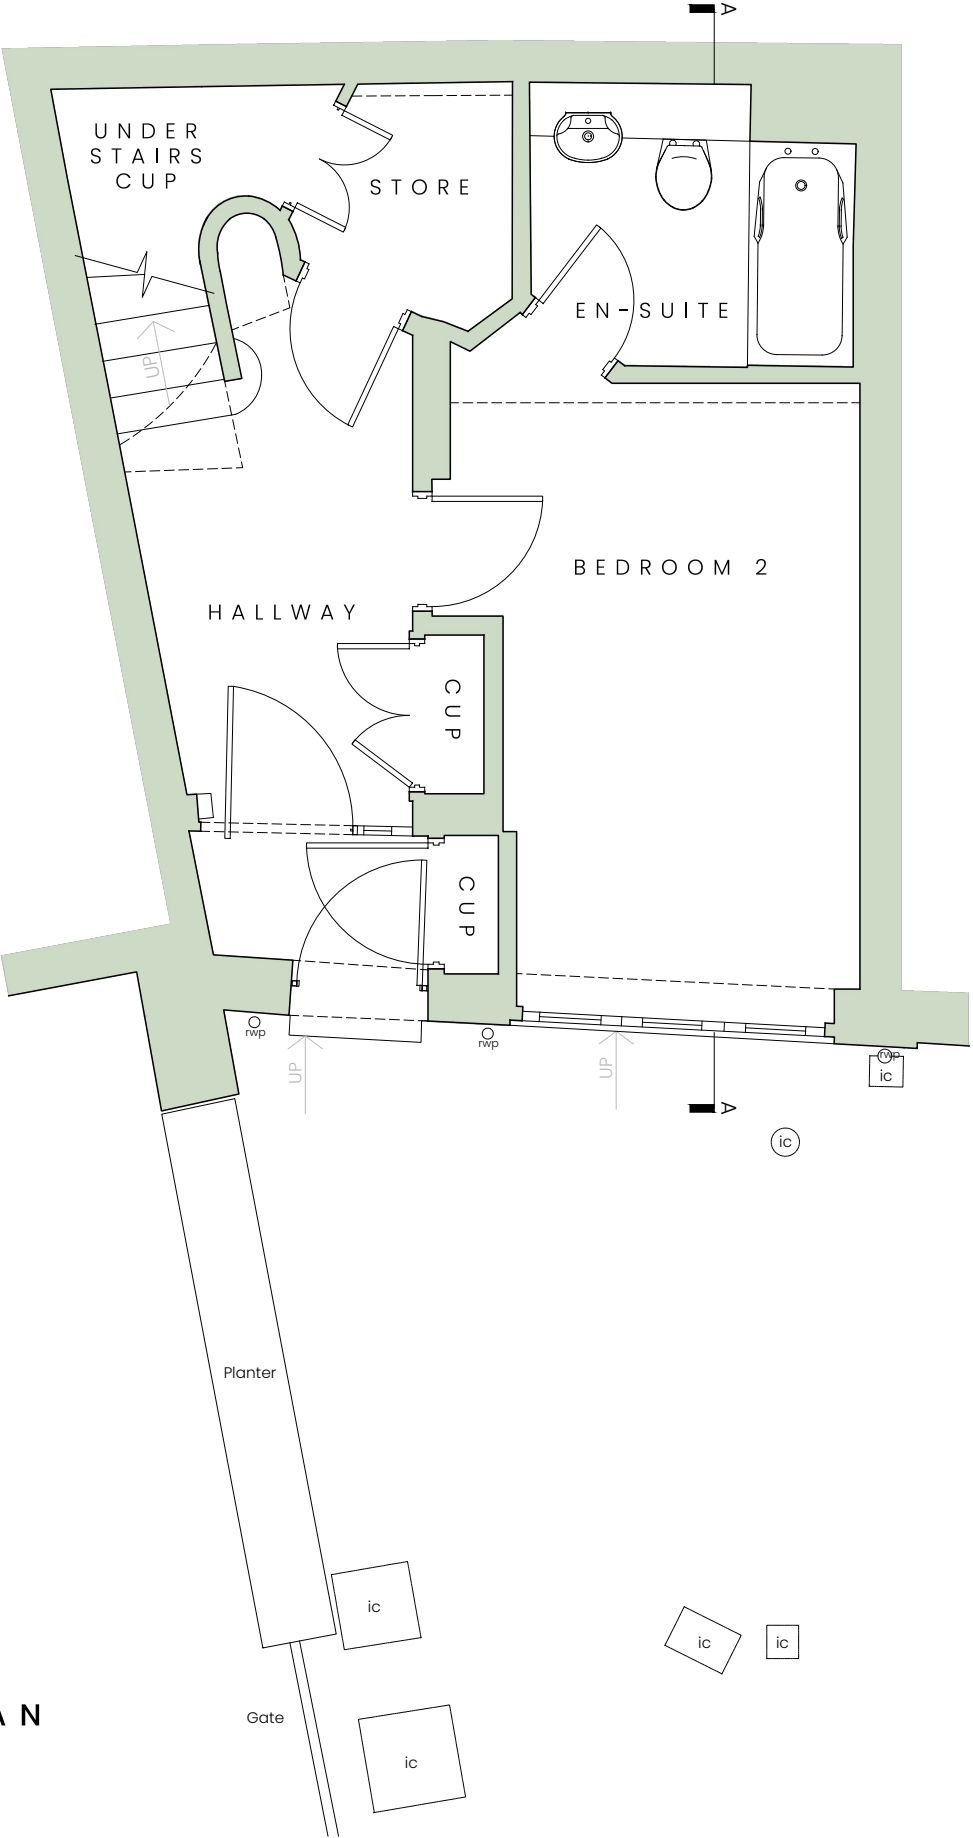 A
UNDER
STAIRS
CUP
STORE
EN-SUITE
UP
BEDROOM 2
HALLWAY
CUP
CUP
rwp
rwp
rwp
UP
UP
ic
A
ic
Planter
ic
ic
ic
AN
Gate
ic